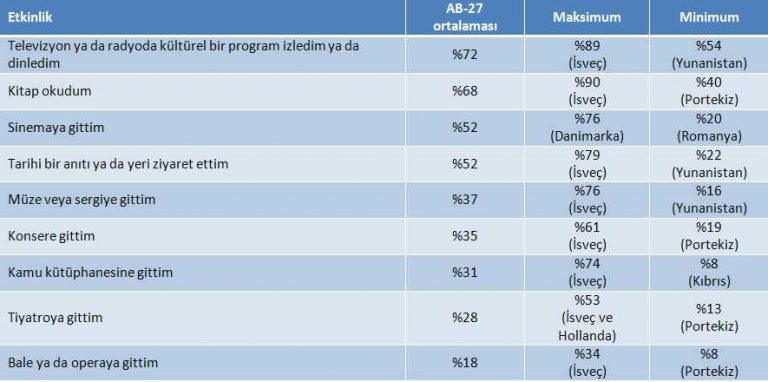 Etkinlik AB-27 ortalaması Maksimum Minimum
Televizyon ya da radyoda kültürel bir program izledim ya da dinledim %72 %89 (İsveç) %54 (Yunanistan)
Kitap okudum %68 %90 (İsveç) %40 (Portekiz)
Sinemaya gittim %52 %76 (Danimarka) %20 (Romanya)
Tarihi bir anıtı ya da yeri ziyaret ettim %52 %79 (İsveç) %22 (Yunanistan)
Müze veya sergiye gittim %37 %76 (İsveç) %16 (Yunanistan)
Konsere gittim %35 %61 (İsveç) %19 (Portekiz)
Kamu kütüphanesine gittim %31 %74 (İsveç) %8 (Kıbrıs)
Tiyatroya gittim %28 %53 (İsveç ve Hollanda) %13 (Portekiz)
Bale ya da operaya gittim %18 %34 (İsveç) %8 (Portekiz)